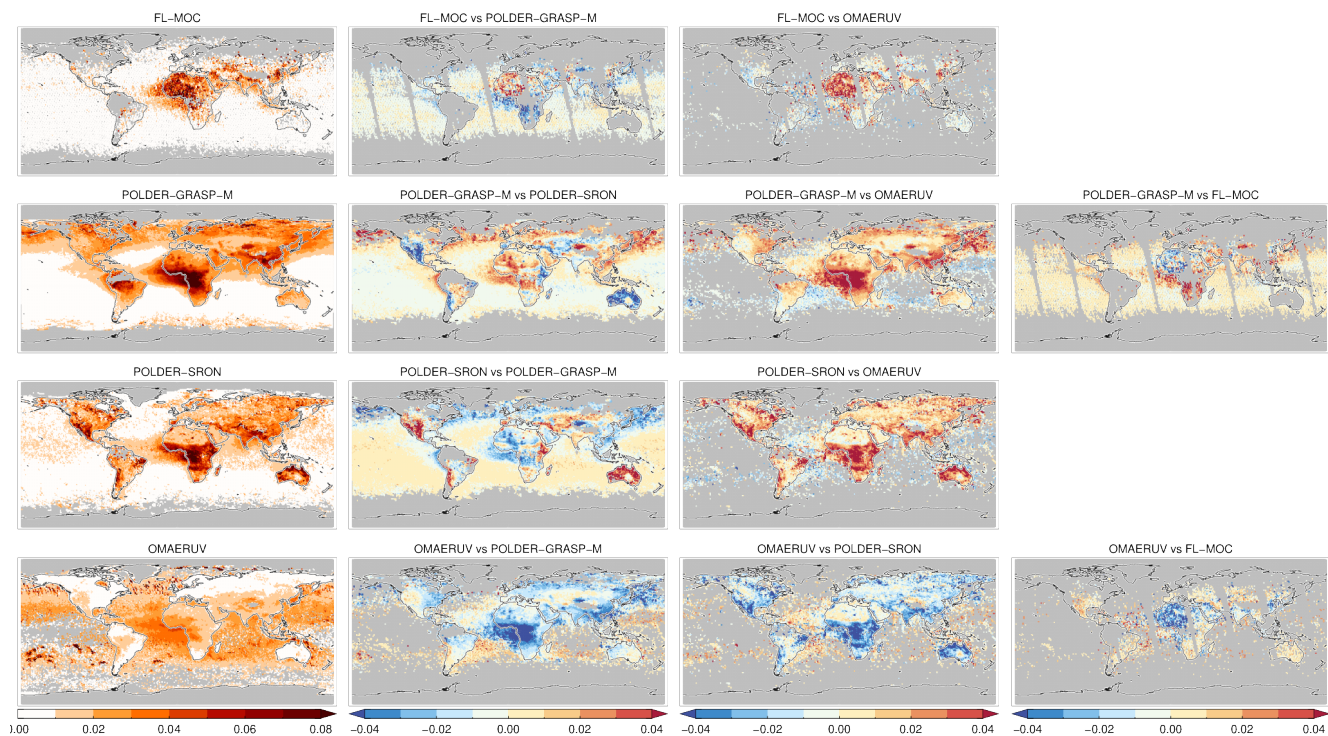 FL−MOC
FL−MOC vs POLDER−GRASP−M
FL−MOC vs OMAERUV
POLDER−GRASP−M
POLDER−GRASP−M vs POLDER−SRON
POLDER−GRASP−M vs OMAERUV
POLDER−GRASP−M vs FL−MOC
POLDER−SRON
POLDER−SRON vs POLDER−GRASP−M
POLDER−SRON vs OMAERUV
OMAERUV
OMAERUV vs POLDER−GRASP−M
OMAERUV vs POLDER−SRON
OMAERUV vs FL−MOC
0.00 0.02 0.04 0.06 0.08
−0.04 −0.02 0.00 0.02 0.04
−0.04 −0.02 0.00 0.02 0.04
−0.04 −0.02 0.00 0.02 0.04